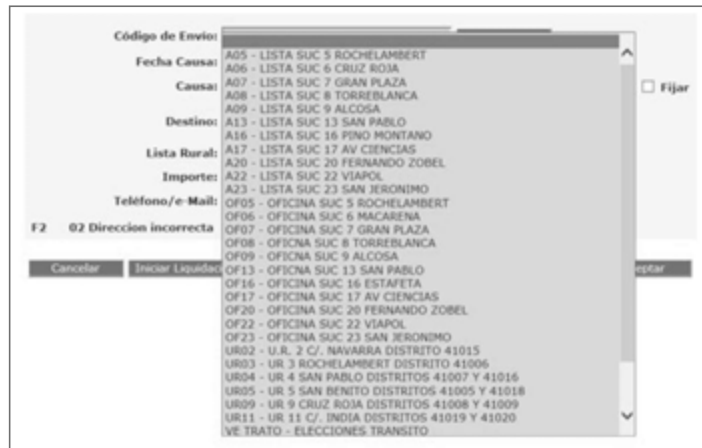 Código de Envío:
Fecha Causa:
Causa:
Fijar
Destino:
Lista Rural:
Importe:
Teléfono/e-Mail:
F2 02 Direccion incorrecta
Cancelar Iniciar Liquidac eptar
A05 - LISTA SUC 5 ROCHELAMBERT
A06 - LISTA SUC 6 CRUZ ROJA
A07 - LISTA SUC 7 GRAN PLAZA
A08 - LISTA SUC 8 TORREBLANCA
A09 - LISTA SUC 9 ALCOSA
A13 - LISTA SUC 13 SAN PABLO
A16 - LISTA SUC 16 PINO MONTANO
A17 - LISTA SUC 17 AV CIENCIAS
A20 - LISTA SUC 20 FERNANDO ZOBEL
A22 - LISTA SUC 22 VIAPOL
A23 - LISTA SUC 23 SAN JERONIMO
OF05 - OFICINA SUC 5 ROCHELAMBERT
OF06 - OFICINA SUC 6 MACARENA
OF07 - OFICINA SUC 7 GRAN PLAZA
OF08 - OFICNA SUC 8 TORREBLANCA
OF09 - OFICNA SUC 9 ALCOSA
OF13 - OFICNA SUC 13 SAN PABLO
OF16 - OFICINA SUC 16 ESTAFETA
OF17 - OFICINA SUC 17 AV CIENCIAS
OF20 - OFICINA SUC 20 FERNANDO ZOBEL
OF22 - OFICINA SUC 22 VIAPOL
OF23 - OFICINA SUC 23 SAN JERONIMO
UR02 - U.R. 2 C/. NAVARRA DISTRITO 41015
UR03 - UR 3 ROCHELAMBERT DISTRITO 41006
UR04 - UR 4 SAN PABLO DISTRITOS 41007 Y 41016
UR05 - UR 5 SAN BENITO DISTRITOS 41005 Y 41018
UR09 - UR 9 CRUZ ROJA DISTRITOS 41008 Y 41009
UR11 - UR 11 C/. INDIA DISTRITOS 41019 Y 41020
VE TRATO - ELECCIONES TRANSITO